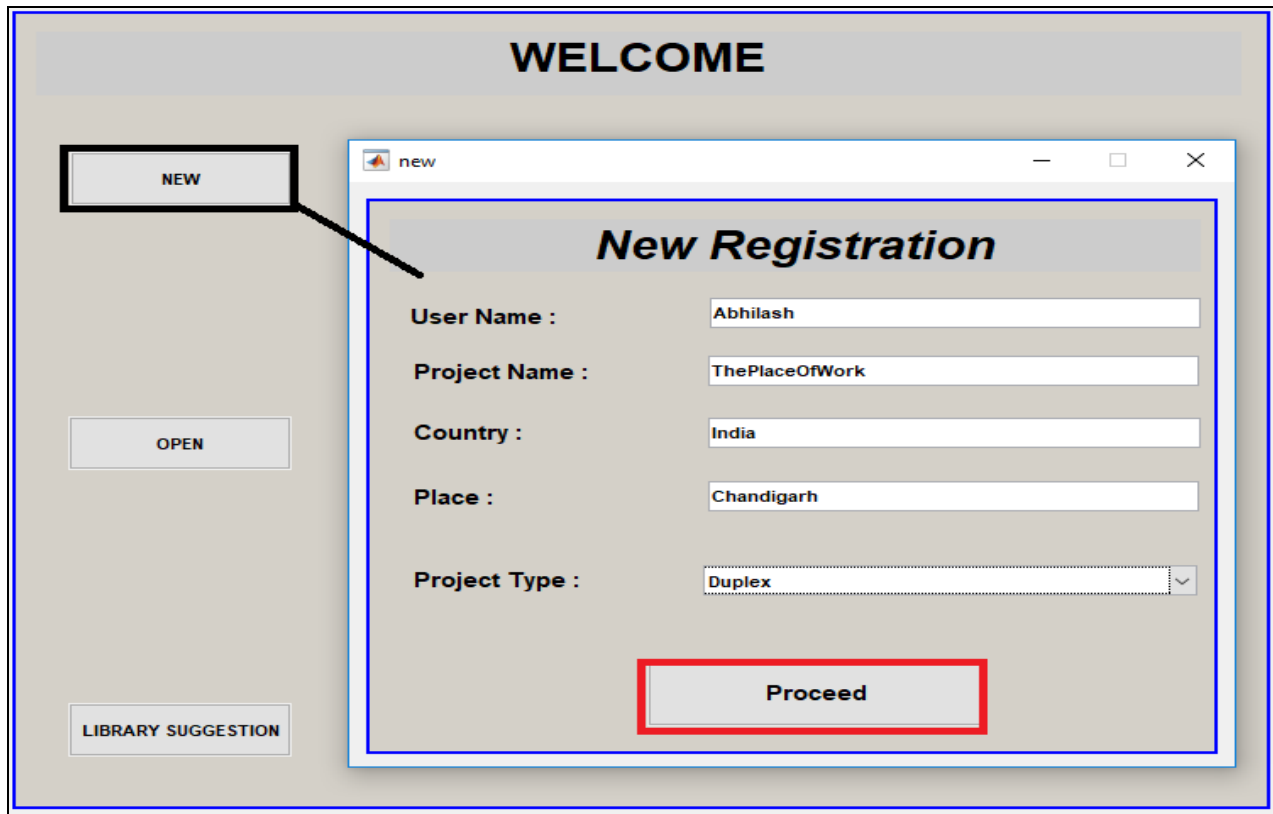 WELCOME
NEW
OPEN
LIBRARY SUGGESTION
new
New Registration
User Name : Abhilash
Project Name : ThePlaceOfWork
Country : India
Place : Chandigarh
Project Type : Duplex
Proceed